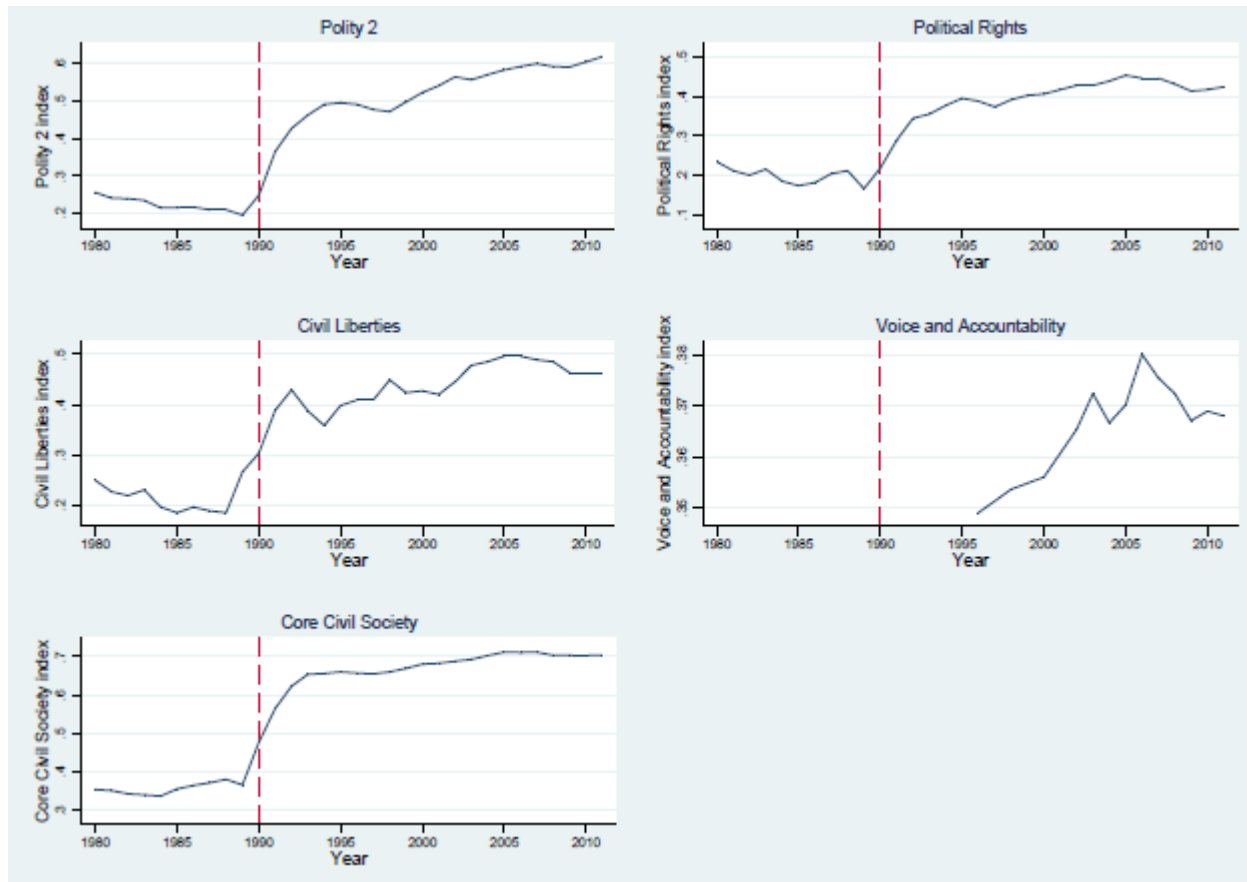 Polity 2
Polity 2 index
.6
.5
.4
.3
.2
1980 1985 1990 1995 2000 2005 2010
Year
Political Rights
Political Rights index
.5
.4
.3
.2
.1
1980 1985 1990 1995 2000 2005 2010
Year
Civil Liberties
Civil Liberties index
.5
.4
.3
.2
1980 1985 1990 1995 2000 2005 2010
Year
Voice and Accountability
Voice and Accountability index
.38
.37
.36
.35
1980 1985 1990 1995 2000 2005 2010
Year
Core Civil Society
Core Civil Society index
.7
.6
.5
.4
.3
1980 1985 1990 1995 2000 2005 2010
Year